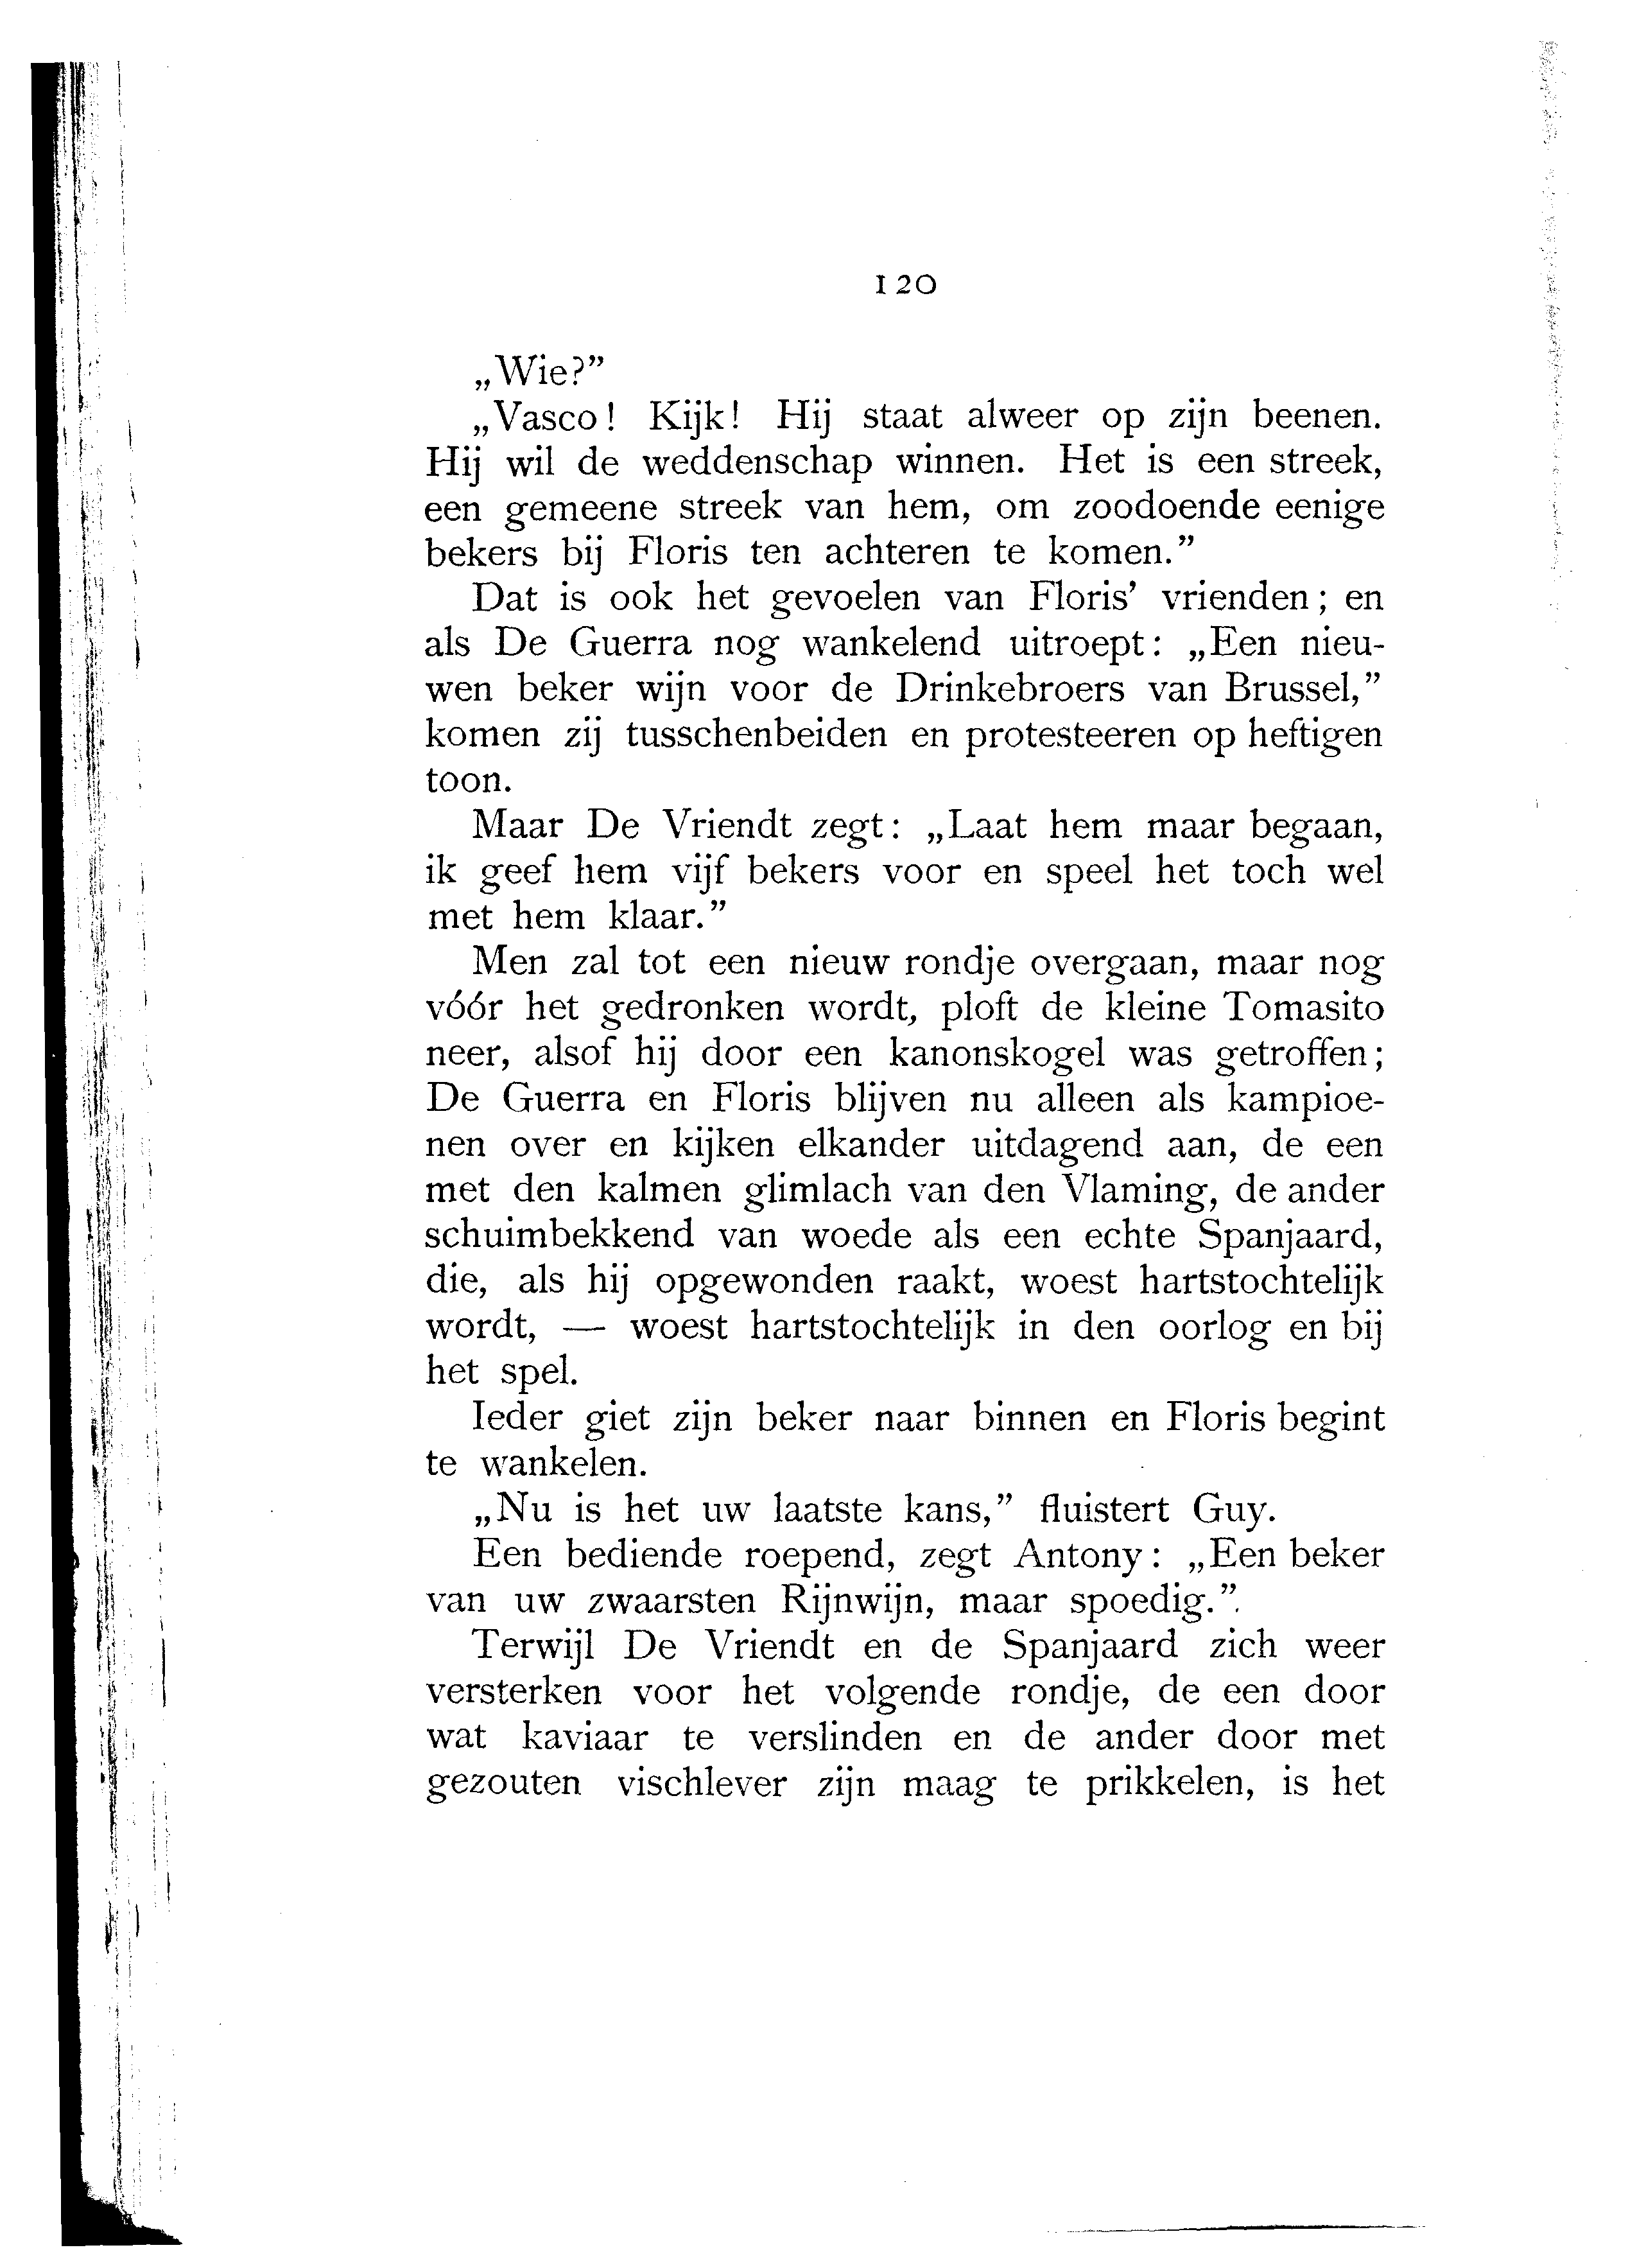 120
„Wie?”
„Vasco! Kijk! Hij staat alweer op zijn beenen.
Hij wil de weddenschap winnen. Het is een streek,
een gemeene streek van hem, om zoodoende eenige
bekers bij Floris ten achteren te komen.”
Dat is ook het gevoelen van Floris’ vrienden; en
als De Guerra nog wankelend uitroept: „Een nieu-
wen beker wijn voor de Drinkebroers van Brussel,”
komen zij tusschenbeiden en protesteeren op heftigen
toon.
Maar De Vriendt zegt: „Laat hem maar begaan,
ik geef hem vijf bekers voor en speel het toch wel
met hem klaar.”
Men zal tot een nieuw rondje overgaan, maar nog
vóór het gedronken wordt, ploft de kleine Tomasito
neer, alsof hij door een kanonskogel was getroffen;
De Guerra en Floris blijven nu alleen als kampioe-
nen over en kijken elkander uitdagend aan, de een
met den kalmen glimlach van den Vlaming, de ander
schuimbekkend van woede als een echte Spanjaard,
die, als hij opgewonden raakt, woest hartstochtelijk
wordt, — woest hartstochtelijk in den oorlog en bij
het spel.
Ieder giet zijn beker naar binnen en Floris begint
te wankelen.
„Nu is het uw laatste kans,” fluistert Guy.
Een bediende roepend, zegt Antony: „Een beker
van uw zwaarsten Rijnwijn, maar spoedig.”.
Terwijl De Vriendt en de Spanjaard zich weer
versterken voor het volgende rondje, de een door
wat kaviaar te verslinden en de ander door met
gezouten vischlever zijn maag te prikkelen, is het